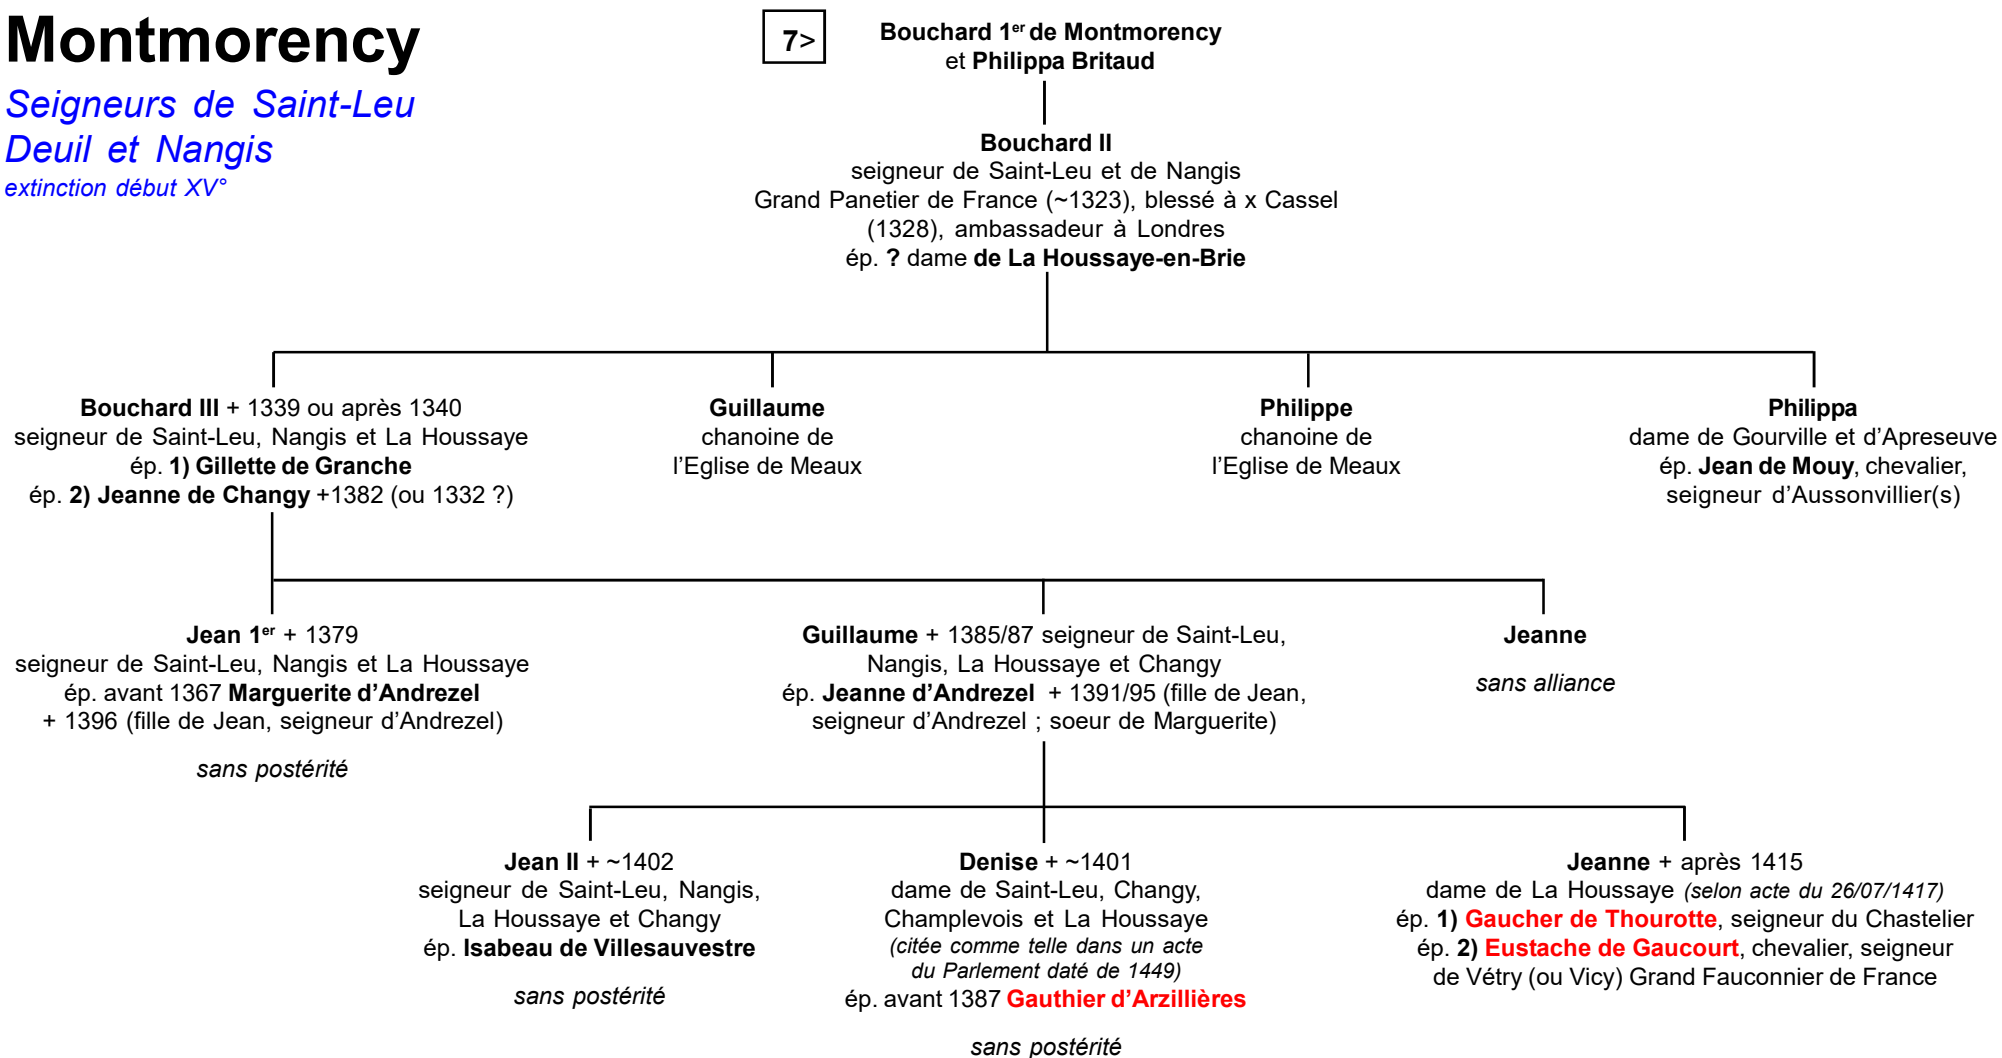 Montmorency
Seigneurs de Saint-Leu
Deuil et Nangis
extinction début XV°
7>
Bouchard 1er de Montmorency
et Philippa Britaud
Bouchard II
seigneur de Saint-Leu et de Nangis
Grand Panetier de France (~1323), blessé à x Cassel
(1328), ambassadeur à Londres
ép. ? dame de La Houssaye-en-Brie
Bouchard III + 1339 ou après 1340
seigneur de Saint-Leu, Nangis et La Houssaye
ép. 1) Gillette de Granche
ép. 2) Jeanne de Changy +1382 (ou 1332 ?)
Guillaume
chanoine de
l'Eglise de Meaux
Philippe
chanoine de
l'Eglise de Meaux
Philippa
dame de Gourville et d'Apreseuve
ép. Jean de Mouy, chevalier,
seigneur d'Aussonvillier(s)
Jean 1er + 1379
seigneur de Saint-Leu, Nangis et La Houssaye
ép. avant 1367 Marguerite d'Andrezel
+ 1396 (fille de Jean, seigneur d'Andrezel)
sans postérité
Guillaume + 1385/87 seigneur de Saint-Leu,
Nangis, La Houssaye et Changy
ép. Jeanne d'Andrezel + 1391/95 (fille de Jean,
seigneur d'Andrezel ; soeur de Marguerite)
Jeanne
sans alliance
Jean II + ~1402
seigneur de Saint-Leu, Nangis,
La Houssaye et Changy
ép. Isabeau de Villesauvestre
sans postérité
Denise + ~1401
dame de Saint-Leu, Changy,
Champlevois et La Houssaye
(citée comme telle dans un acte
du Parlement daté de 1449)
ép. avant 1387 Gauthier d'Arzillières
sans postérité
Jeanne + après 1415
dame de La Houssaye (selon acte du 26/07/1417)
ép. 1) Gaucher de Thourotte, seigneur du Chastelier
ép. 2) Eustache de Gaucourt, chevalier, seigneur
de Vétry (ou Vicy) Grand Fauconnier de France